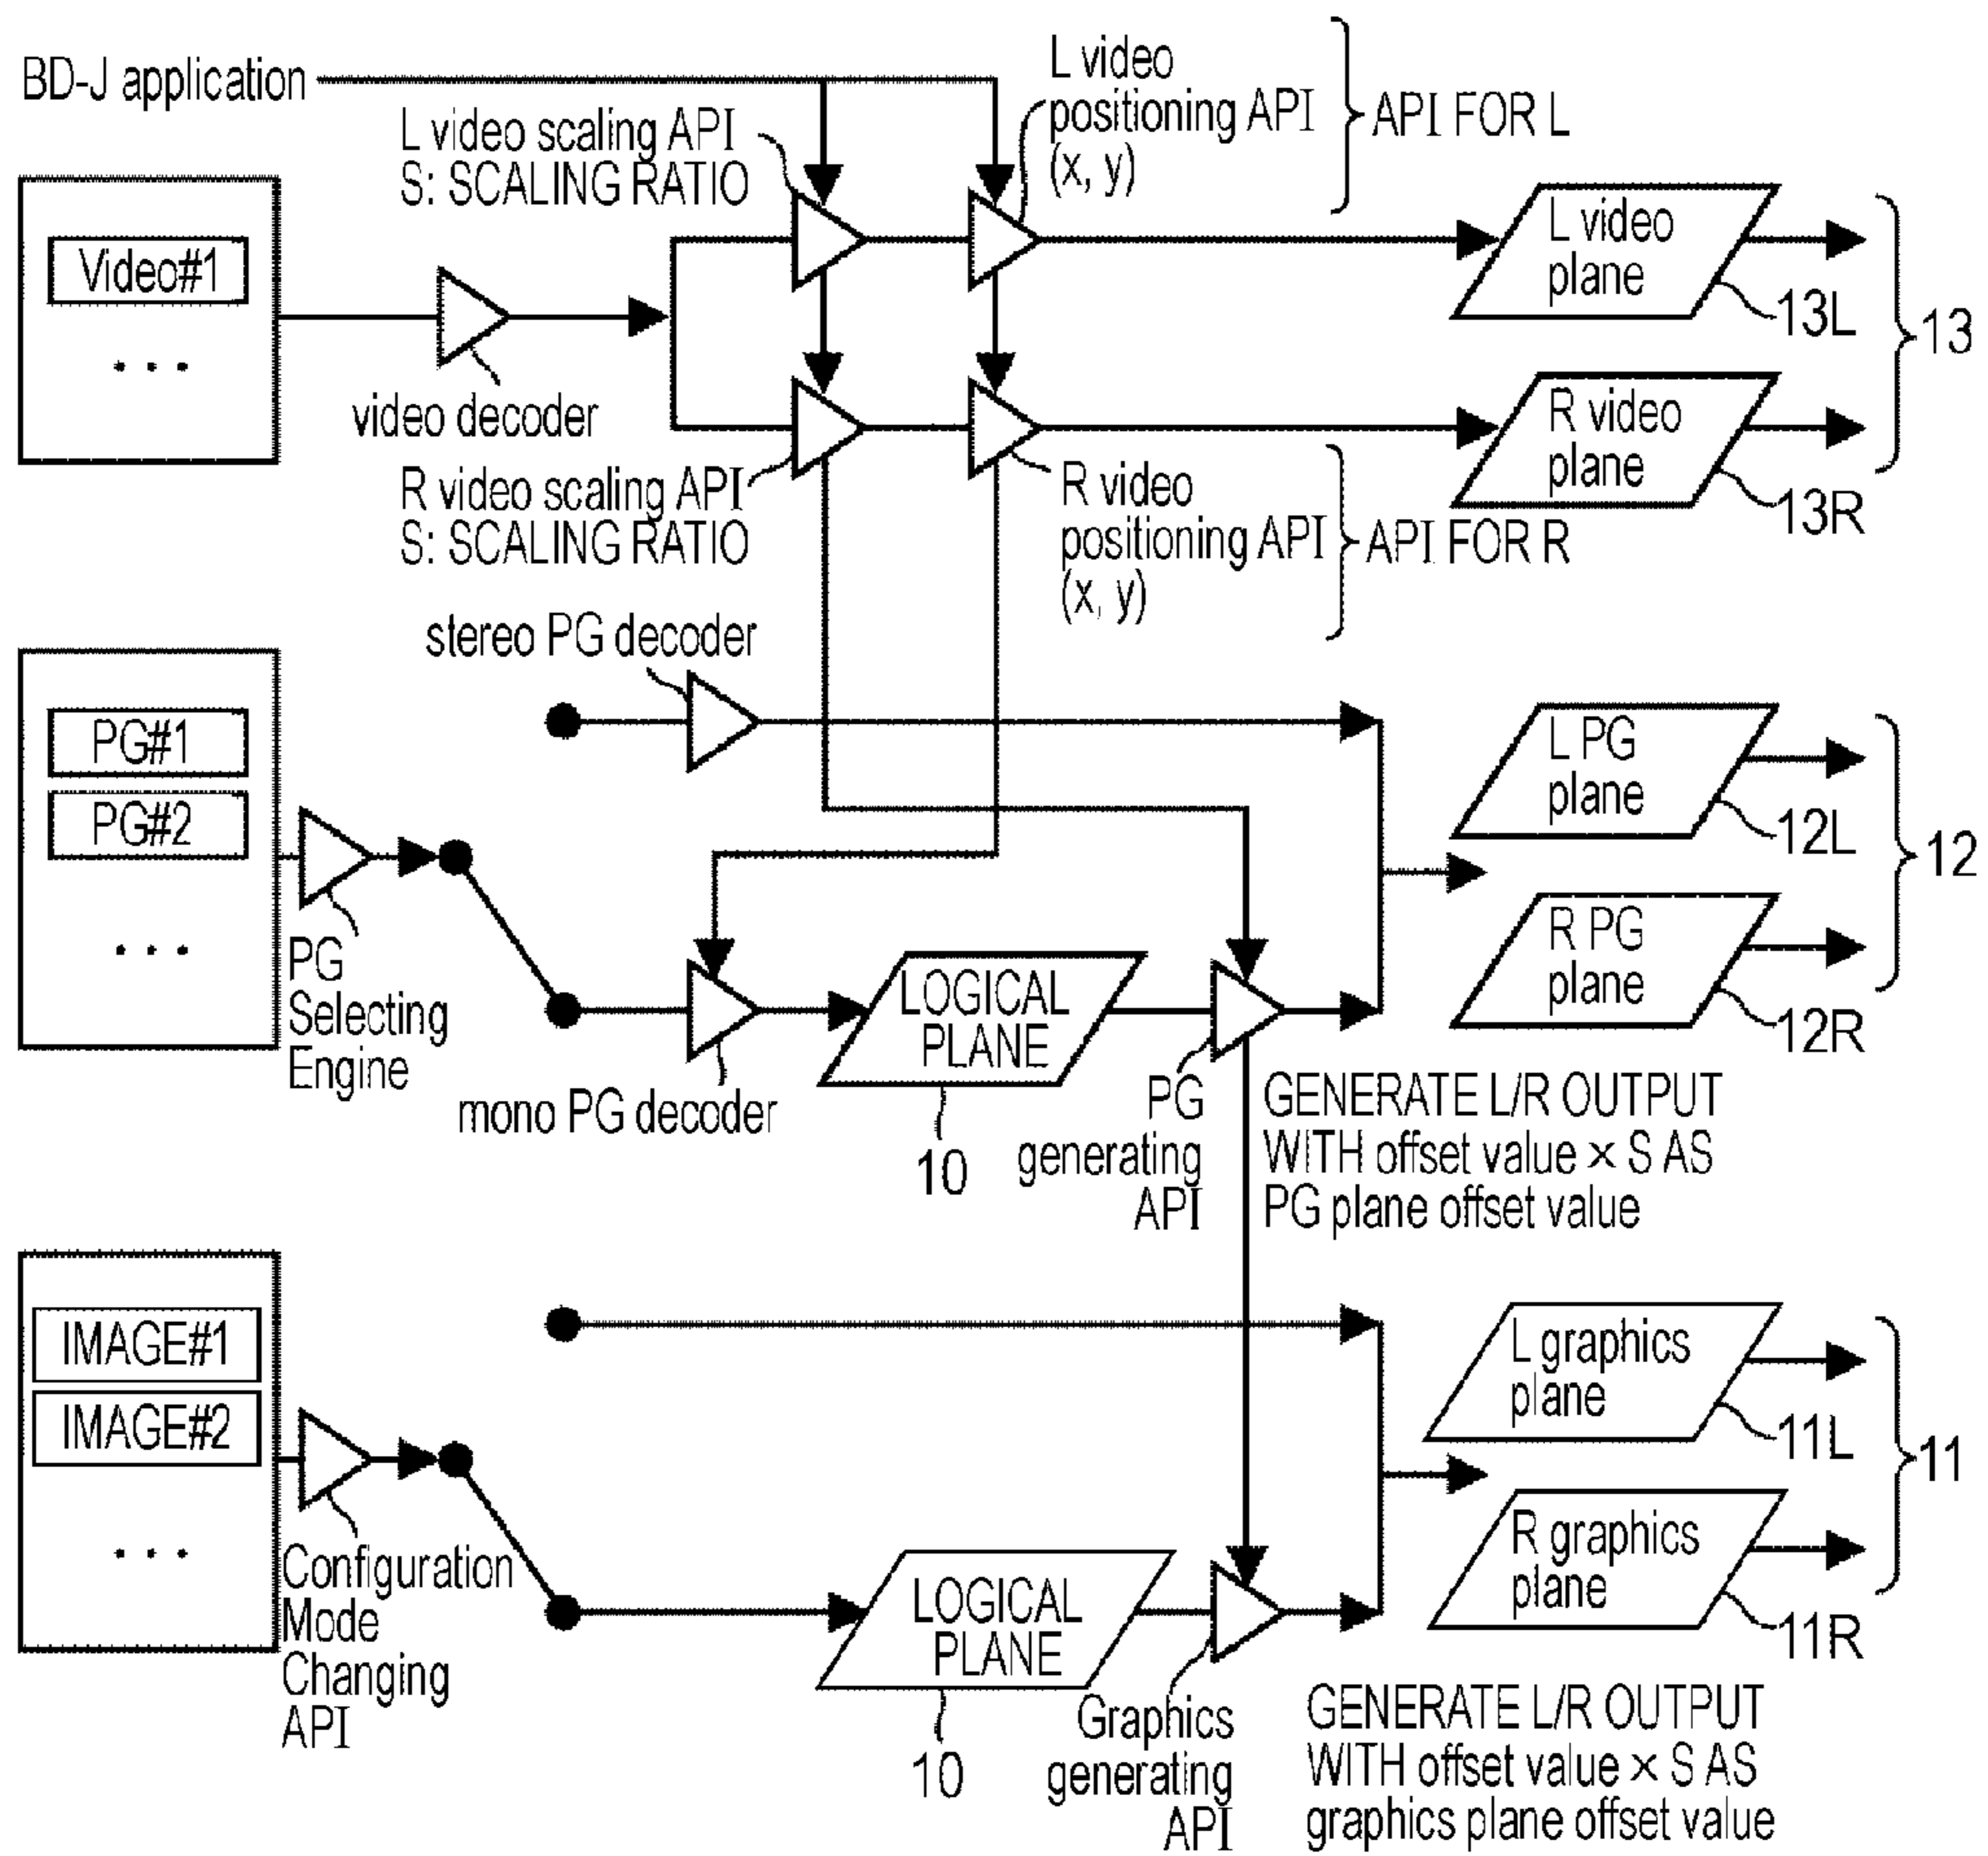 BD-J application
L video scaling API
S: SCALING RATIO
L video
positioning API
(x, y)
API FOR L
Video#1
...
video decoder
L video
plane
13L
13
R video
plane
13R
R video scaling API
S: SCALING RATIO
R video
positioning API
(x, y)
API FOR R
stereo PG decoder
PG#1
PG#2
...
PG
Selecting
Engine
mono PG decoder
LOGICAL
PLANE
10
PG
generating
API
L PG
plane
12L
12
R PG
plane
12R
GENERATE L/R OUTPUT
WITH offset value × S AS
PG plane offset value
IMAGE#1
IMAGE#2
...
Configuration
Mode
Changing
API
LOGICAL
PLANE
10
Graphics
generating
API
L graphics
plane
11L
11
R graphics
plane
11R
GENERATE L/R OUTPUT
WITH offset value × S AS
graphics plane offset value